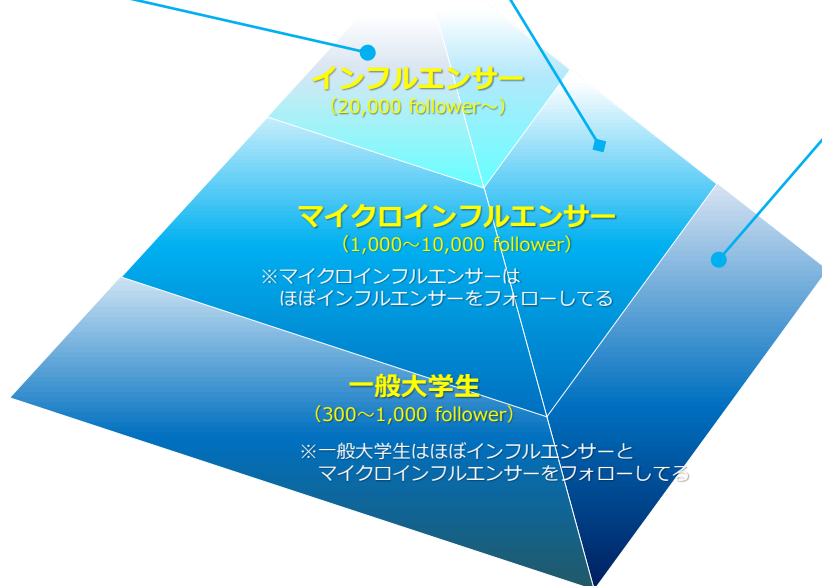 インフルエンサー
（20,000 follower～）
マイクロインフルエンサー
（1,000～10,000 follower）
※マイクロインフルエンサーは
ほぼインフルエンサーをフォローしてる
一般大学生
（300～1,000 follower）
※一般大学生はほぼインフルエンサーと
マイクロインフルエンサーをフォローしてる